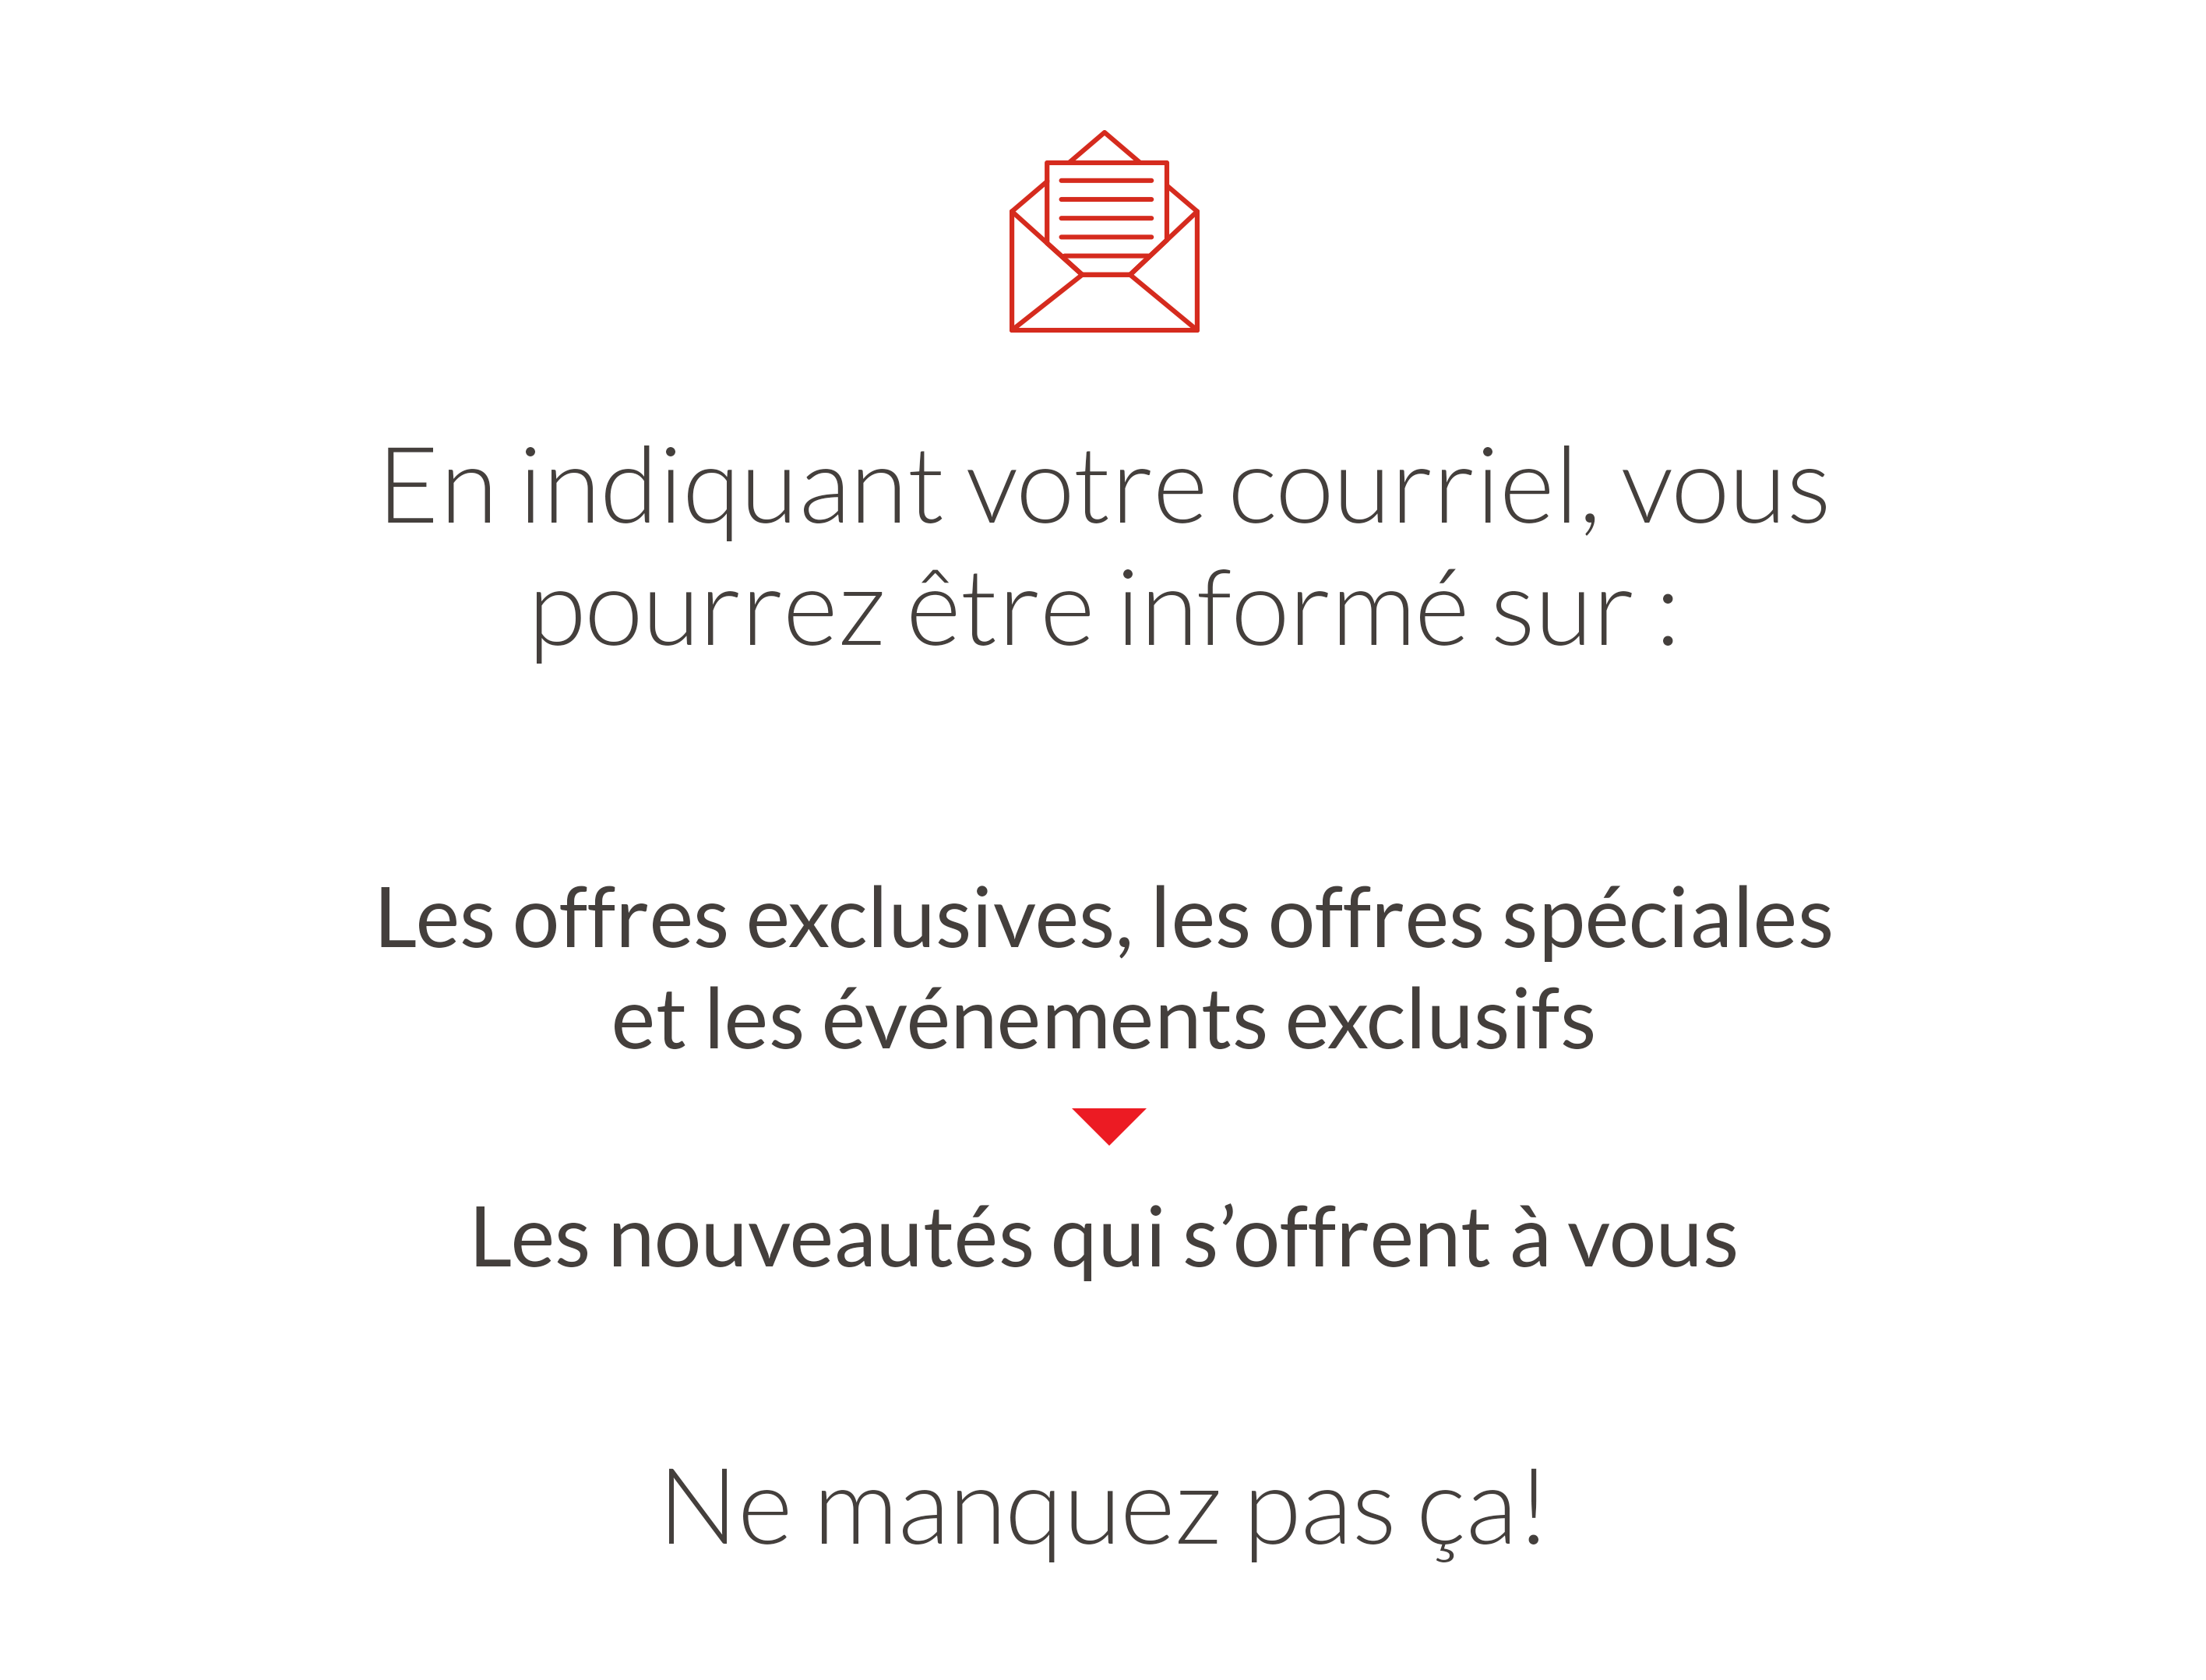 En indiquant votre courriel, vous
pourrez être informé sur :
Les offres exclusives, les offres spéciales
et les événements exclusifs
Les nouveautés qui s’offrent à vous
Ne manquez pas ça!